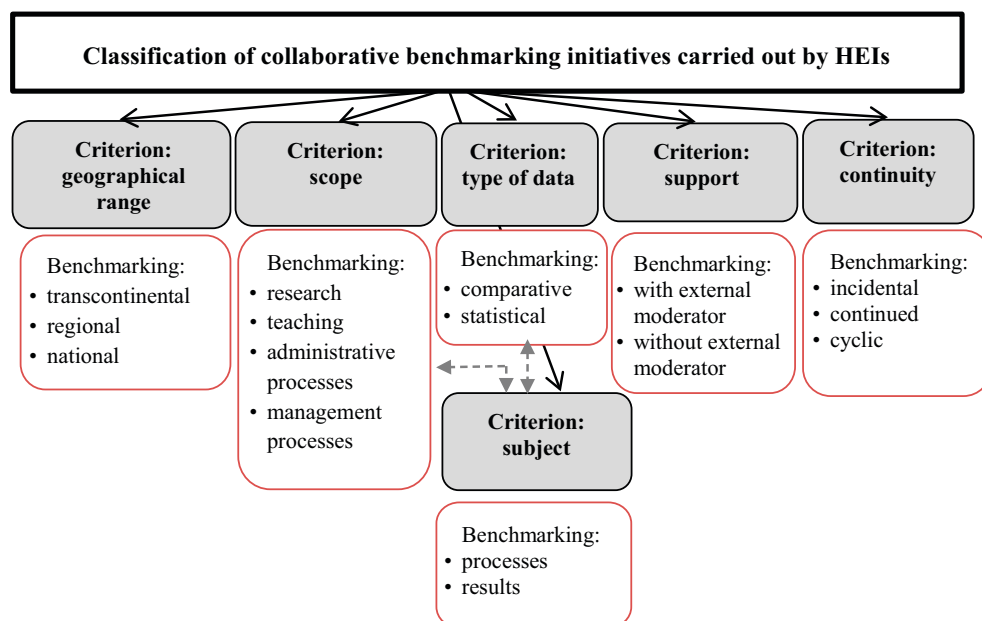 Classification of collaborative benchmarking initiatives carried out by HEIs
Criterion:
geographical
range
Benchmarking:
• transcontinental
• regional
• national
Criterion:
scope
Benchmarking:
• research
• teaching
• administrative
processes
• management
processes
Criterion:
type of data
Benchmarking:
• comparative
• statistical
Criterion:
subject
Benchmarking:
• processes
• results
Criterion:
support
Benchmarking:
• with external
moderator
• without external
moderator
Criterion:
continuity
Benchmarking:
• incidental
• continued
• cyclic